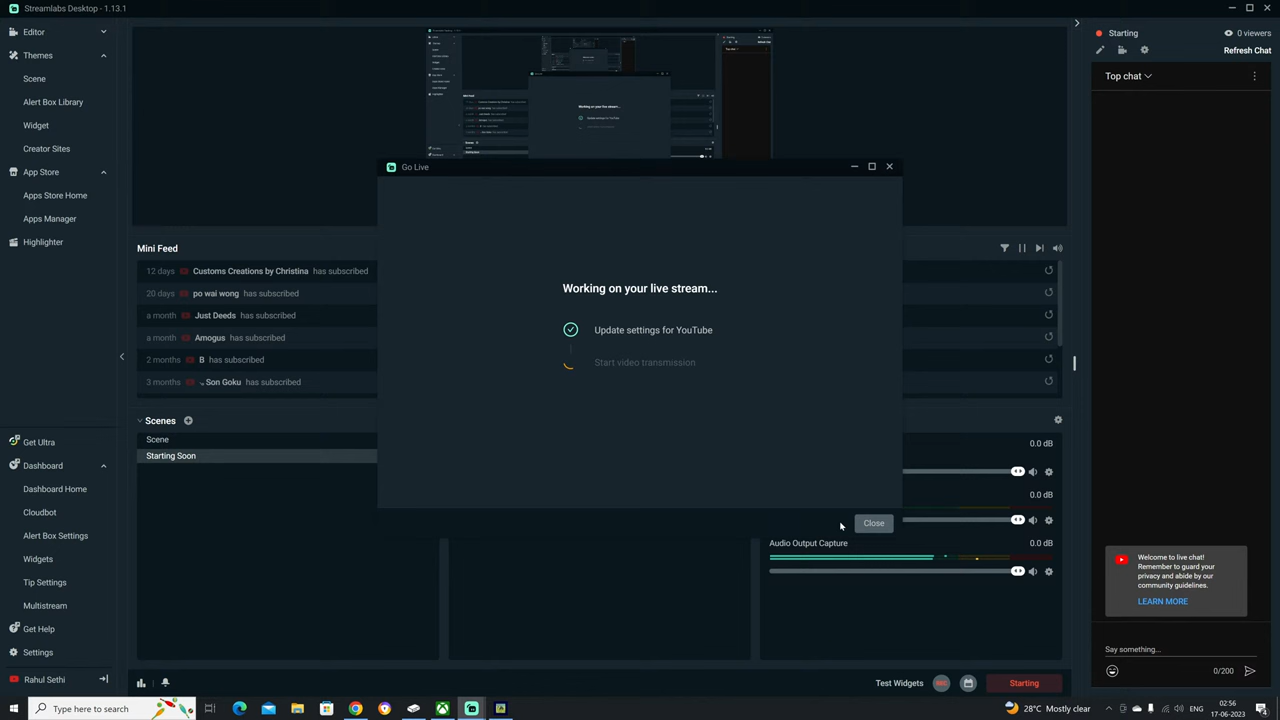 Streamlabs Desktop - 1.13.1
Editor
Themes
Scene
Alert Box Library
Widget
Creator Sites
App Store
Apps Store Home
Apps Manager
Highlighter
Get Ultra
Dashboard
Dashboard Home
Cloudbot
Alert Box Settings
Widgets
Tip Settings
Multistream
Get Help
Settings
Rahul Sethi
Working on your live stream...
Mini Feed
12 days Customs Creations by Christina has subscribed
20 days po wai wong has subscribed
a month Just Deeds has subscribed
a month Amogus has subscribed
2 months B has subscribed
3 months Son Goku has subscribed
Scenes
Scene
Starting Soon
Go Live
Working on your live stream...
Update settings for YouTube
Start video transmission
Close
0.0 dB
0.0 dB
Audio Output Capture 0.0 dB
Test Widgets REC Starting
Starting 0 viewers
Refresh Chat
Top chat
Welcome to live chat!
Remember to guard your
privacy and abide by our
community guidelines.
LEARN MORE
Say something...
0/200
Type here to search
28°C Mostly clear
ENG
02:56
17-06-2023